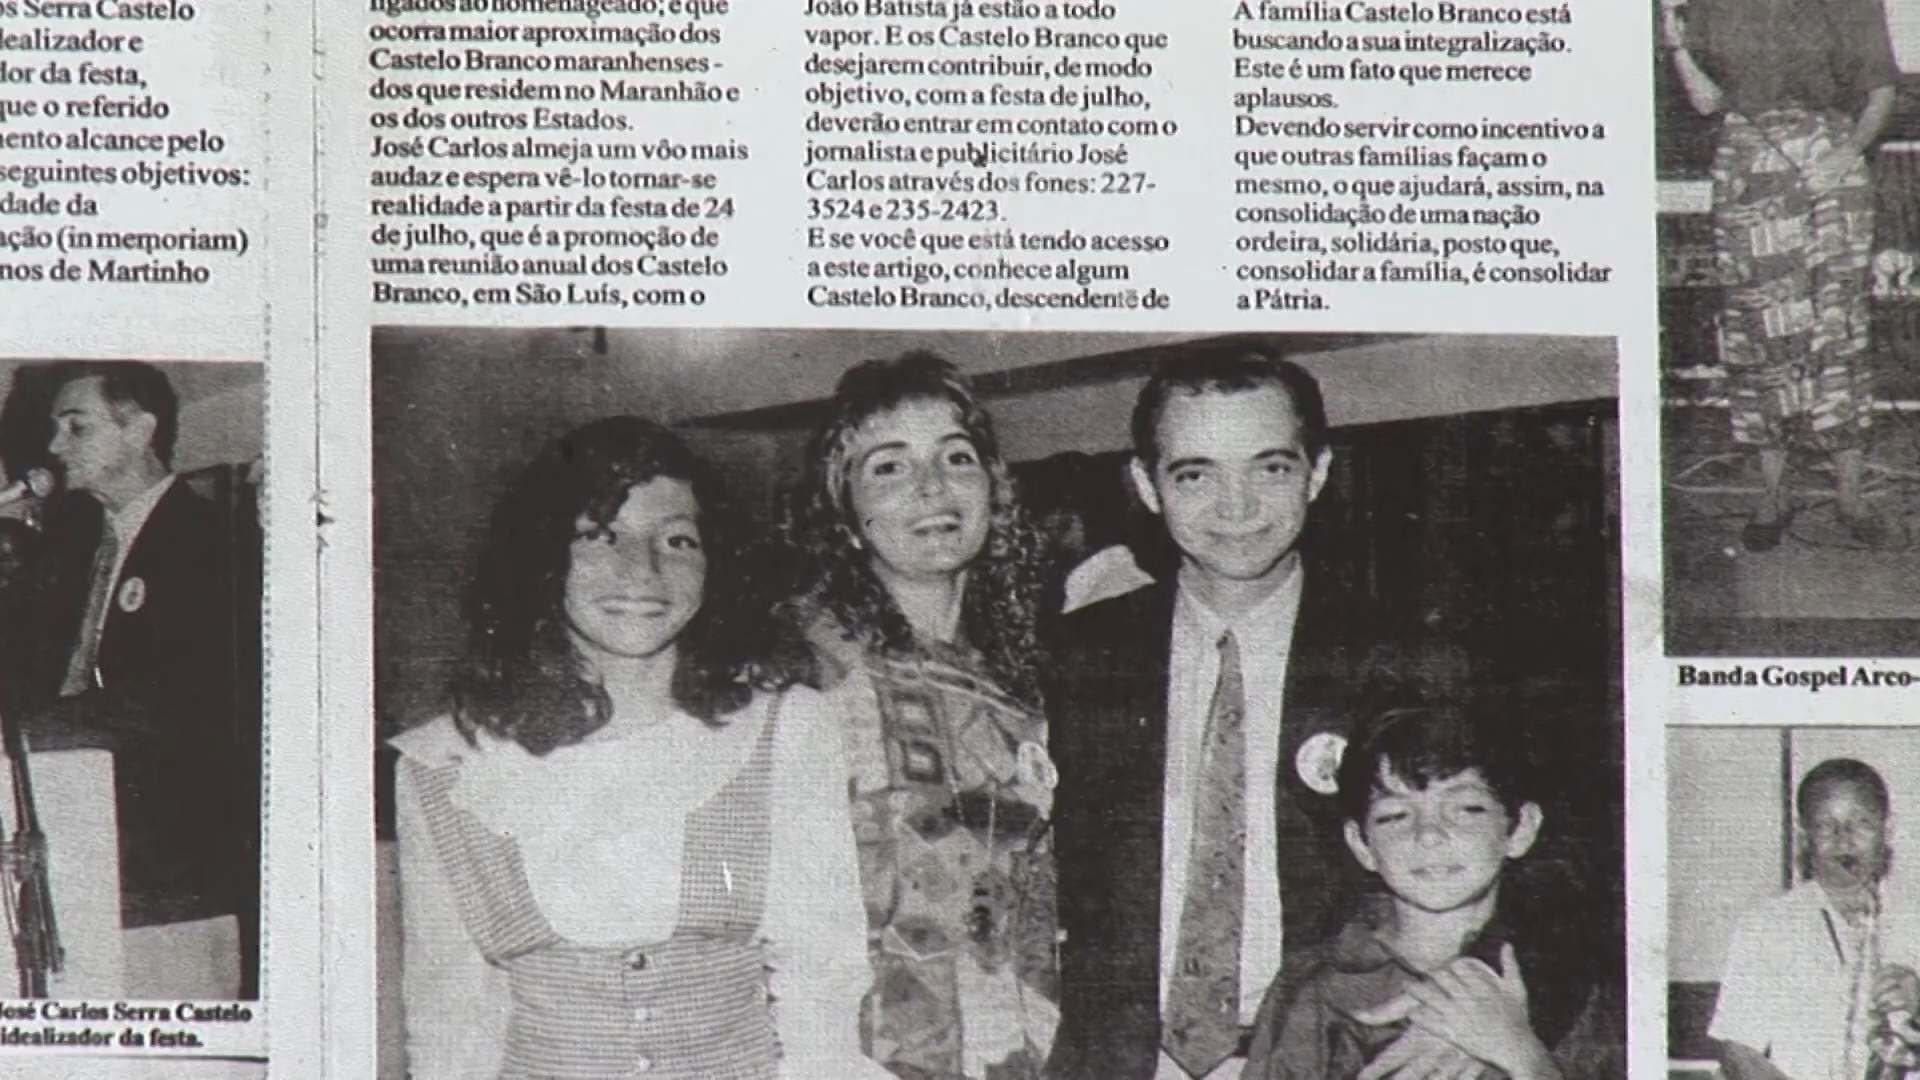 os Serra Castelo
dealizador e
dor da festa,
que o referido
ento alcance pelo
seguintes objetivos:
dade da
ação (in memoriam)
nos de Martinho
José Carlos Serra Castelo
idealizador da festa.
ligados ao homenageado; e que
ocorra maior aproximação dos
Castelo Branco maranhenses -
dos que residem no Maranhão e
os dos outros Estados.
José Carlos almeja um vôo mais
audaz e espera vê-lo tornar-se
realidade a partir da festa de 24
de julho, que é a promoção de
uma reunião anual dos Castelo
Branco, em São Luís, com o
João Batista já estão a todo
vapor. E os Castelo Branco que
desejarem contribuir, de modo
objetivo, com a festa de julho,
deverão entrar em contato com o
jornalista e publicitário José
Carlos através dos fones: 227-
3524 e 235-2423.
E se você que está tendo acesso
a este artigo, conhece algum
Castelo Branco, descendente de
A família Castelo Branco está
buscando a sua integralização.
Este é um fato que merece
aplausos.
Devendo servir como incentivo a
que outras famílias façam o
mesmo, o que ajudará, assim, na
consolidação de uma nação
ordeira, solidária, posto que,
consolidar a família, é consolidar
a Pátria.
Banda Gospel Arco-